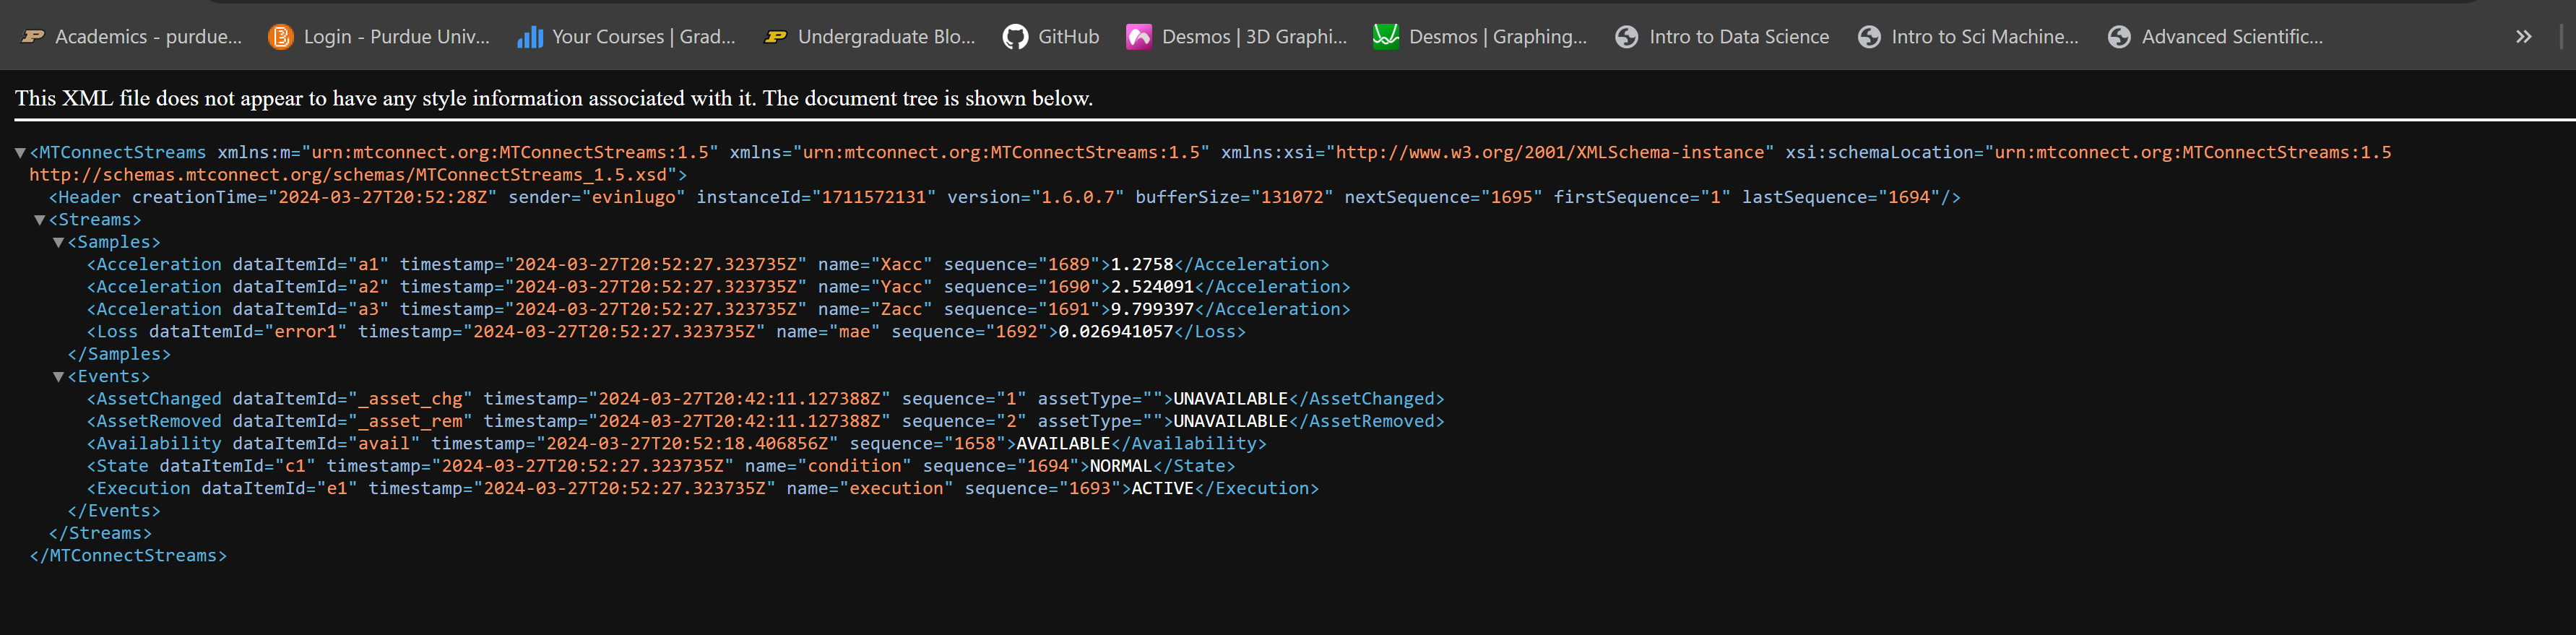 Academics - purdue... Login - Purdue Univ... Your Courses | Grad... Undergraduate Blo... GitHub Desmos | 3D Graphi... Desmos | Graphing... Intro to Data Science Intro to Sci Machine... Advanced Scientific... »
This XML file does not appear to have any style information associated with it. The document tree is shown below.
▼<MTConnectStreams xmlns:m="urn:mtconnect.org:MTConnectStreams:1.5" xmlns="urn:mtconnect.org:MTConnectStreams:1.5" xmlns:xsi="http://www.w3.org/2001/XMLSchema-instance" xsi:schemaLocation="urn:mtconnect.org:MTConnectStreams:1.5
http://schemas.mtconnect.org/schemas/MTConnectStreams_1.5.xsd">
<Header creationTime="2024-03-27T20:52:28Z" sender="evinlugo" instanceId="1711572131" version="1.6.0.7" bufferSize="131072" nextSequence="1695" firstSequence="1" lastSequence="1694"/>
▼<Streams>
▼<Samples>
<Acceleration dataItemId="a1" timestamp="2024-03-27T20:52:27.323735Z" name="Xacc" sequence="1689">1.2758</Acceleration>
<Acceleration dataItemId="a2" timestamp="2024-03-27T20:52:27.323735Z" name="Yacc" sequence="1690">2.524091</Acceleration>
<Acceleration dataItemId="a3" timestamp="2024-03-27T20:52:27.323735Z" name="Zacc" sequence="1691">9.799397</Acceleration>
<Loss dataItemId="error1" timestamp="2024-03-27T20:52:27.323735Z" name="mae" sequence="1692">0.026941057</Loss>
</Samples>
▼<Events>
<AssetChanged dataItemId="_asset_chg" timestamp="2024-03-27T20:42:11.127388Z" sequence="1" assetType="">UNAVAILABLE</AssetChanged>
<AssetRemoved dataItemId="_asset_rem" timestamp="2024-03-27T20:42:11.127388Z" sequence="2" assetType="">UNAVAILABLE</AssetRemoved>
<Availability dataItemId="avail" timestamp="2024-03-27T20:52:18.406856Z" sequence="1658">AVAILABLE</Availability>
<State dataItemId="c1" timestamp="2024-03-27T20:52:27.323735Z" name="condition" sequence="1694">NORMAL</State>
<Execution dataItemId="e1" timestamp="2024-03-27T20:52:27.323735Z" name="execution" sequence="1693">ACTIVE</Execution>
</Events>
</Streams>
</MTConnectStreams>